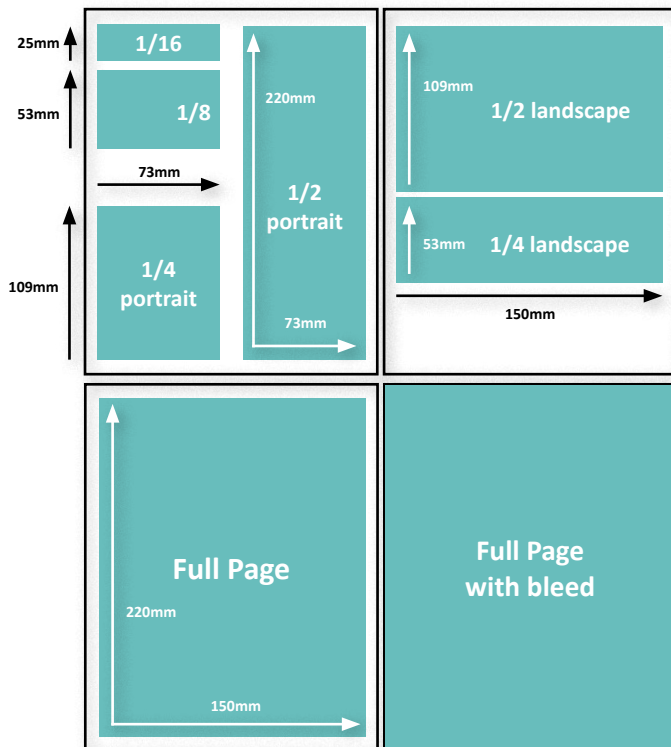 25mm
1/16
53mm
1/8
73mm
109mm
1/4
portrait
220mm
1/2
portrait
73mm
109mm
1/2 landscape
53mm
1/4 landscape
150mm
Full Page
220mm
150mm
Full Page
with bleed